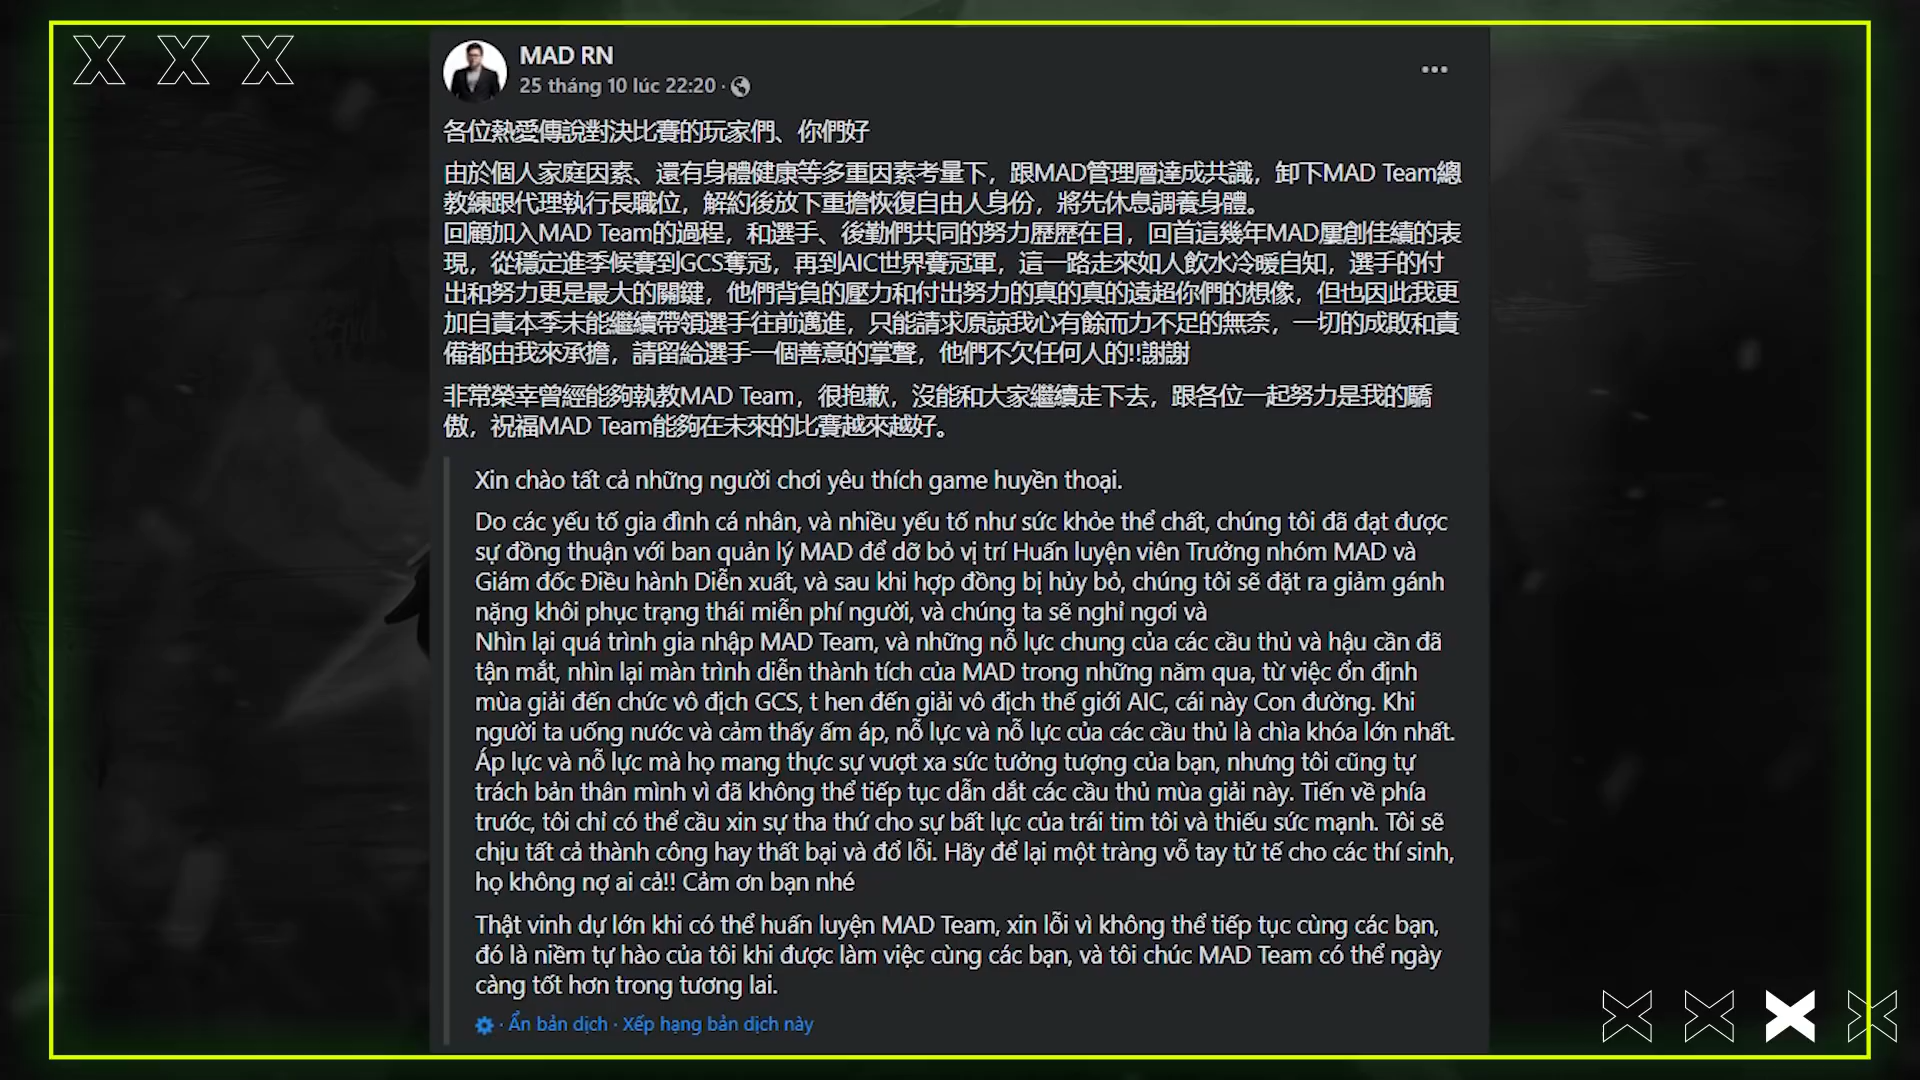 MAD RN
25 tháng 10 lúc 22:20 ·
各位熱愛傳說對決比賽的玩家們、你們好
由於個人家庭因素、還有身體健康等多重因素考量下，跟MAD管理層達成共識，卸下MAD Team總
教練跟代理執行長職位，解約後放下重擔恢復自由人身份，將先休息調養身體。
回顧加入MAD Team的過程，和選手、後勤們共同的努力歷歷在目，回首這幾年MAD屢創佳績的表
現，從穩定進季候賽到GCS奪冠，再到AIC世界賽冠軍，這一路走來如人飲水冷暖自知，選手的付
出和努力更是最大的關鍵，他們背負的壓力和付出努力的真的真的遠超你們的想像，但也因此我更
加自責本季未能繼續帶領選手往前邁進，只能請求原諒我心有餘而力不足的無奈，一切的成敗和責
備都由我來承擔，請留給選手一個善意的掌聲，他們不欠任何人的!!謝謝
非常榮幸曾經能夠執教MAD Team，很抱歉，沒能和大家繼續走下去，跟各位一起努力是我的驕
傲，祝福MAD Team能夠在未來的比賽越來越好。
Xin chào tất cả những người chơi yêu thích game huyền thoại.
Do các yếu tố gia đình cá nhân, và nhiều yếu tố như sức khỏe thể chất, chúng tôi đã đạt được
sự đồng thuận với ban quản lý MAD để dỡ bỏ vị trí Huấn luyện viên Trưởng nhóm MAD và
Giám đốc Điều hành Diễn xuất, và sau khi hợp đồng bị hủy bỏ, chúng tôi sẽ đặt ra giảm gánh
nặng khôi phục trạng thái miễn phí người, và chúng ta sẽ nghỉ ngơi và
Nhìn lại quá trình gia nhập MAD Team, và những nỗ lực chung của các cầu thủ và hậu cần đã
tận mắt, nhìn lại màn trình diễn thành tích của MAD trong những năm qua, từ việc ổn định
mùa giải đến chức vô địch GCS, t hen đến giải vô địch thế giới AIC, cái này Con đường. Khi
người ta uống nước và cảm thấy ấm áp, nỗ lực và nỗ lực của các cầu thủ là chìa khóa lớn nhất.
Áp lực và nỗ lực mà họ mang thực sự vượt xa sức tưởng tượng của bạn, nhưng tôi cũng tự
trách bản thân mình vì đã không thể tiếp tục dẫn dắt các cầu thủ mùa giải này. Tiến về phía
trước, tôi chỉ có thể cầu xin sự tha thứ cho sự bất lực của trái tim tôi và thiếu sức mạnh. Tôi sẽ
chịu tất cả thành công hay thất bại và đổ lỗi. Hãy để lại một tràng vỗ tay tử tế cho các thí sinh,
họ không nợ ai cả!! Cảm ơn bạn nhé
Thật vinh dự lớn khi có thể huấn luyện MAD Team, xin lỗi vì không thể tiếp tục cùng các bạn,
đó là niềm tự hào của tôi khi được làm việc cùng các bạn, và tôi chúc MAD Team có thể ngày
càng tốt hơn trong tương lai.
· Ẩn bản dịch · Xếp hạng bản dịch này